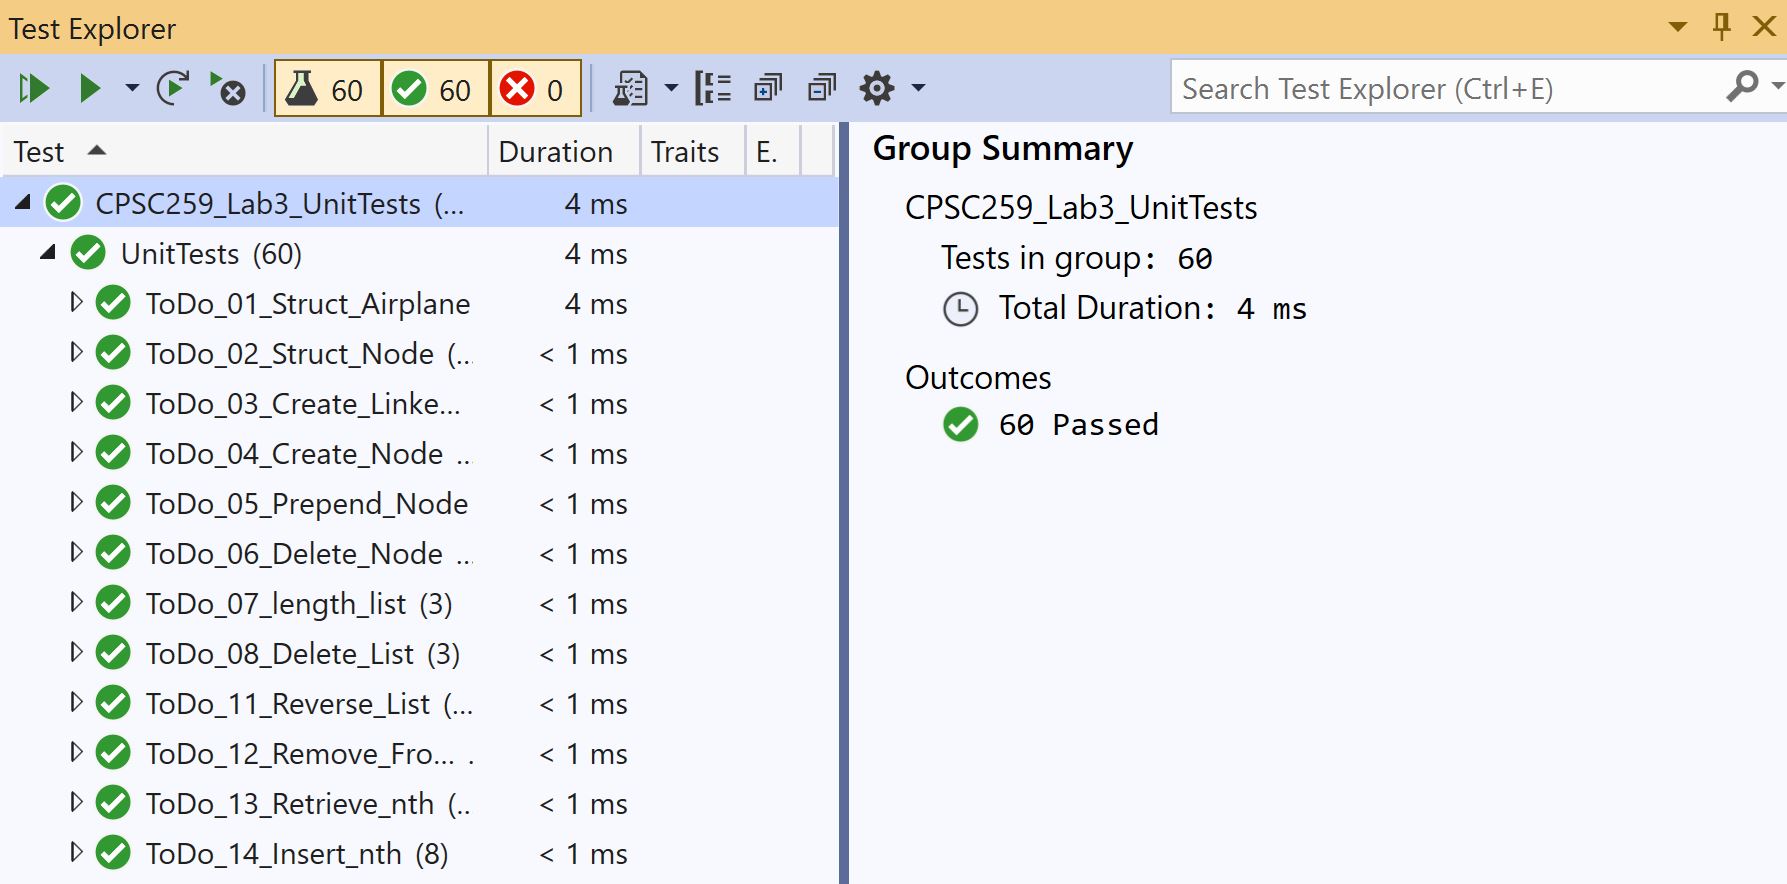 Test Explorer
60 60 0 Search Test Explorer (Ctrl+E)
Test Duration Traits E.
CPSC259_Lab3_UnitTests (... 4 ms
UnitTests (60) 4 ms
ToDo_01_Struct_Airplane 4 ms
ToDo_02_Struct_Node (... < 1 ms
ToDo_03_Create_Linke... < 1 ms
ToDo_04_Create_Node ... < 1 ms
ToDo_05_Prepend_Node < 1 ms
ToDo_06_Delete_Node ... < 1 ms
ToDo_07_length_list (3) < 1 ms
ToDo_08_Delete_List (3) < 1 ms
ToDo_11_Reverse_List (... < 1 ms
ToDo_12_Remove_Fro... . < 1 ms
ToDo_13_Retrieve_nth (.. < 1 ms
ToDo_14_Insert_nth (8) < 1 ms
Group Summary
CPSC259_Lab3_UnitTests
Tests in group: 60
Total Duration: 4 ms
Outcomes
60 Passed